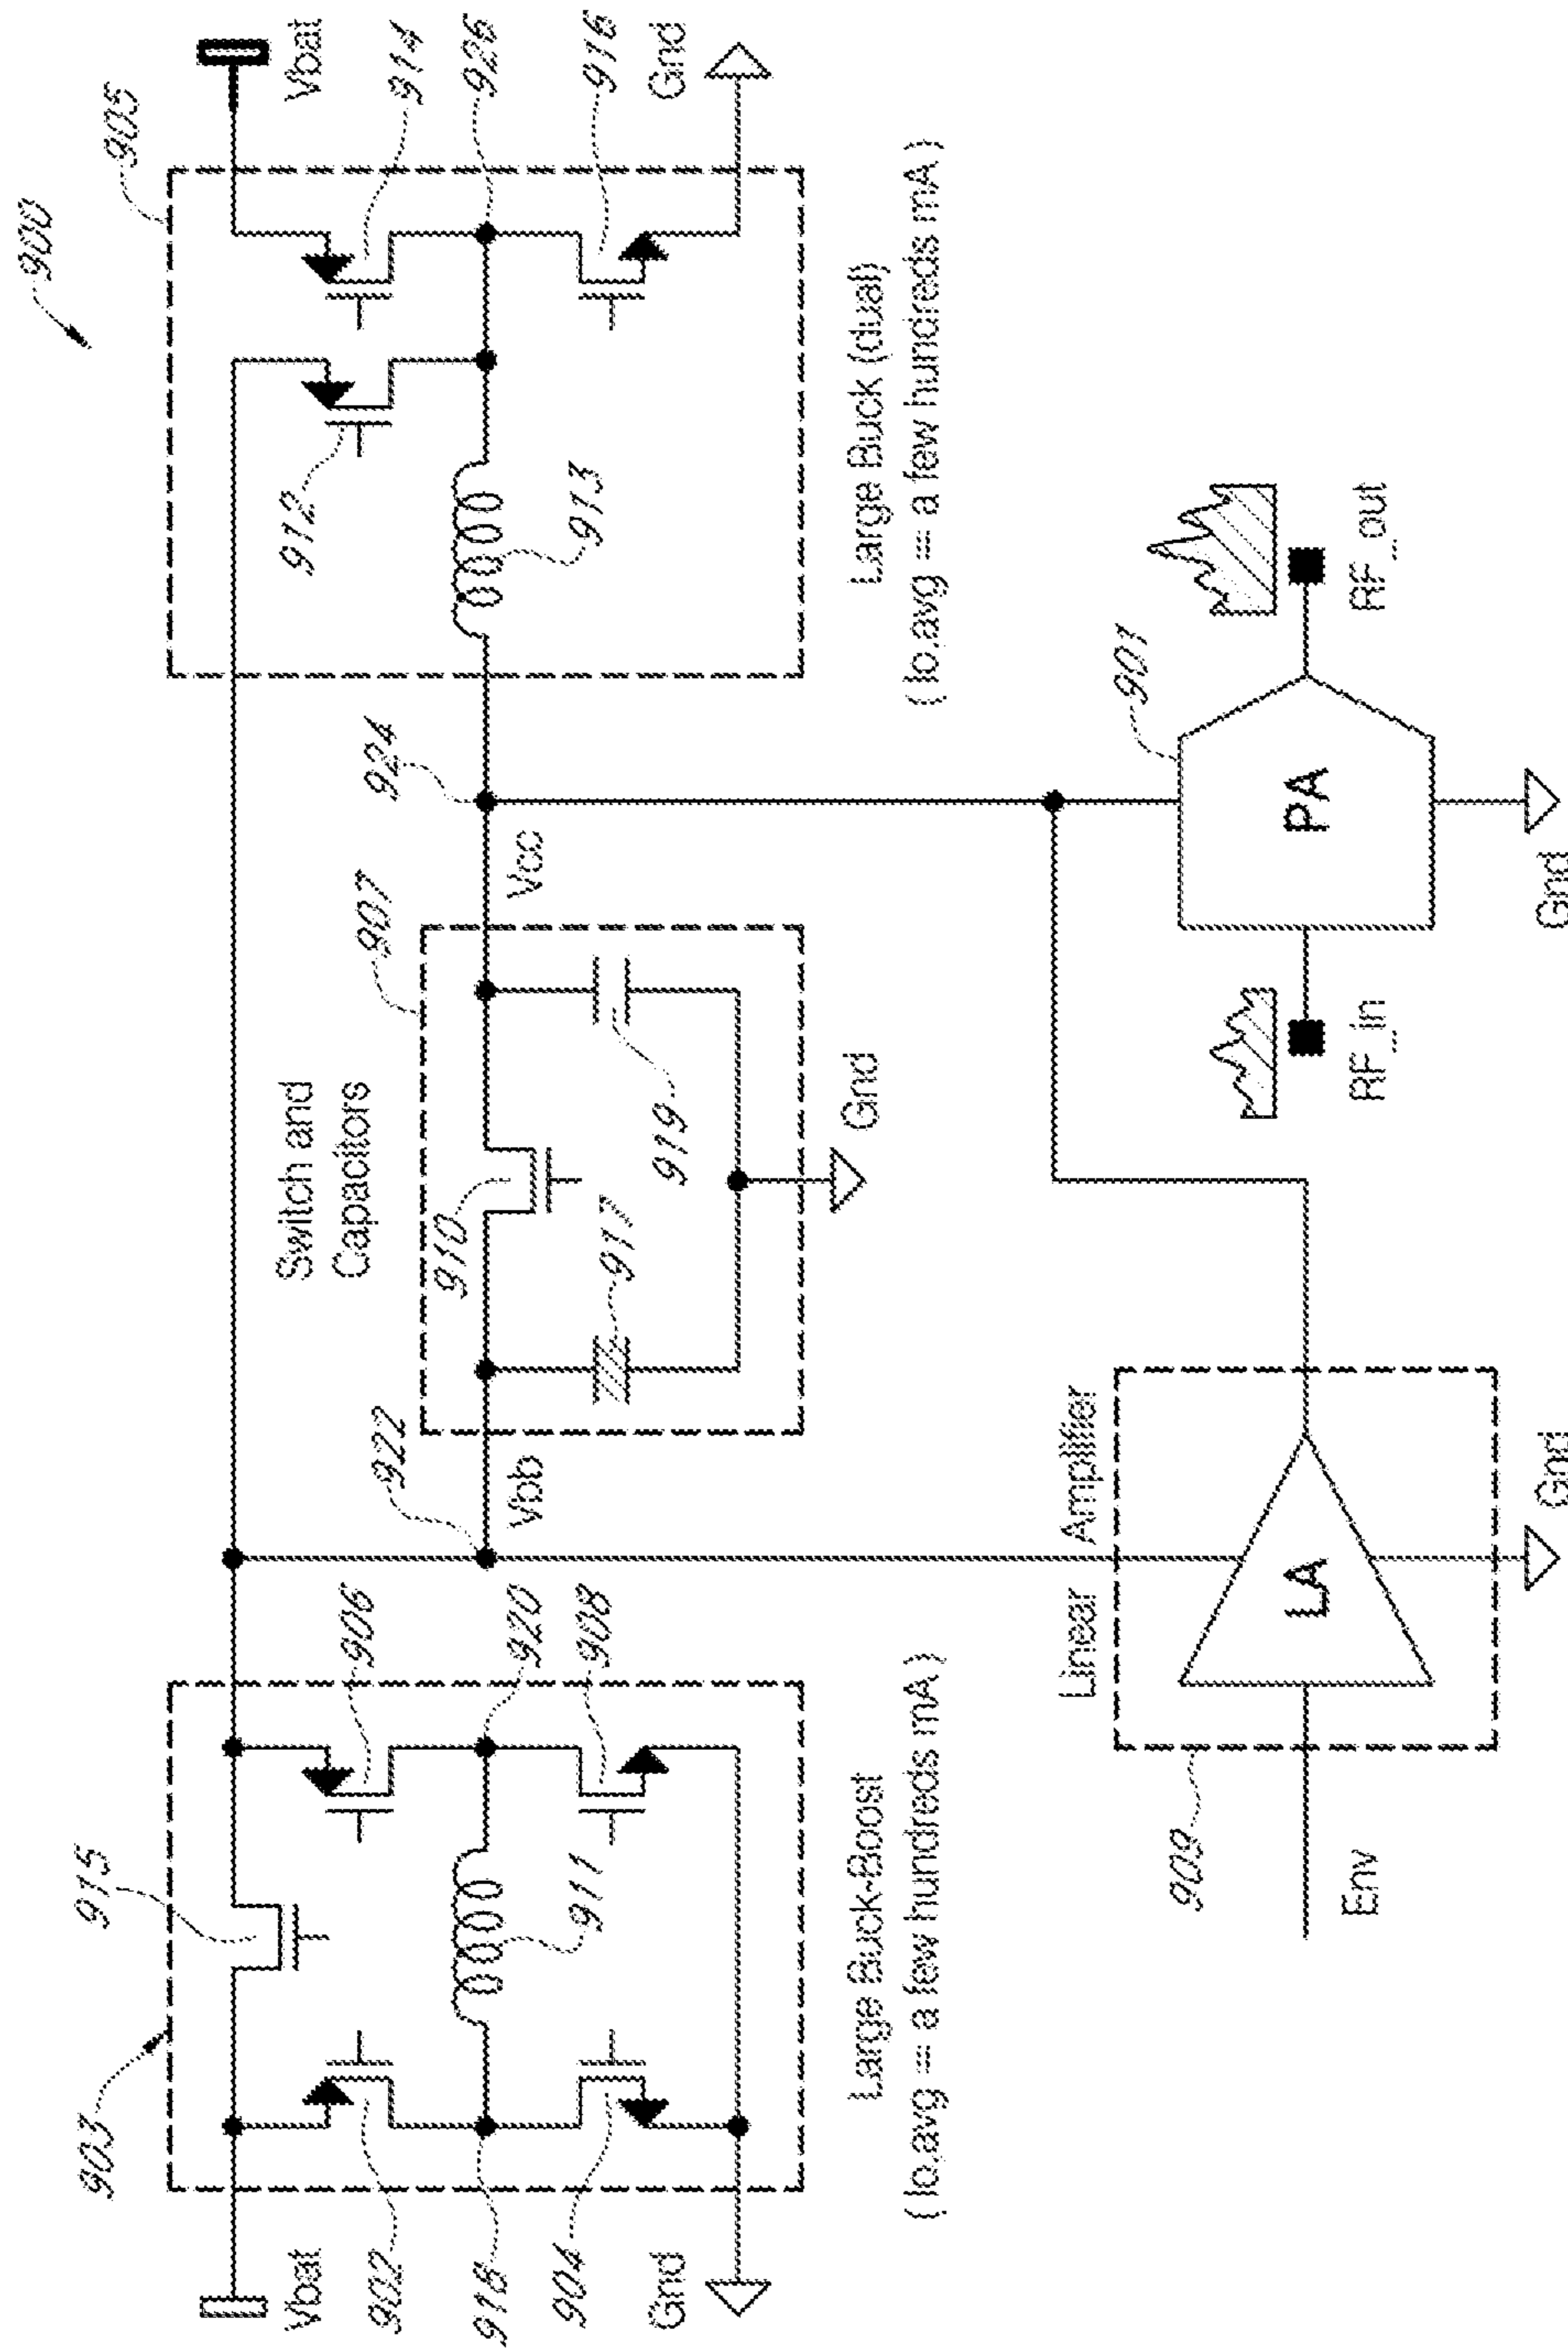 900
903
915
905
Vbat
902
918
904
Gnd
906
920
908
911
Large Buck-Boost
( Io,avg == a few hundreds mA )
922
Vbb
Switch and
Capacitors
907
910
917
919
Gnd
924
Vcc
912
913
Vbat
914
926
916
Gnd
Large Buck (dual)
( Io,avg == a few hundreds mA )
909
Linear Amplifier
Env
LA
Gnd
901
PA
RF_in
RF_out
Gnd